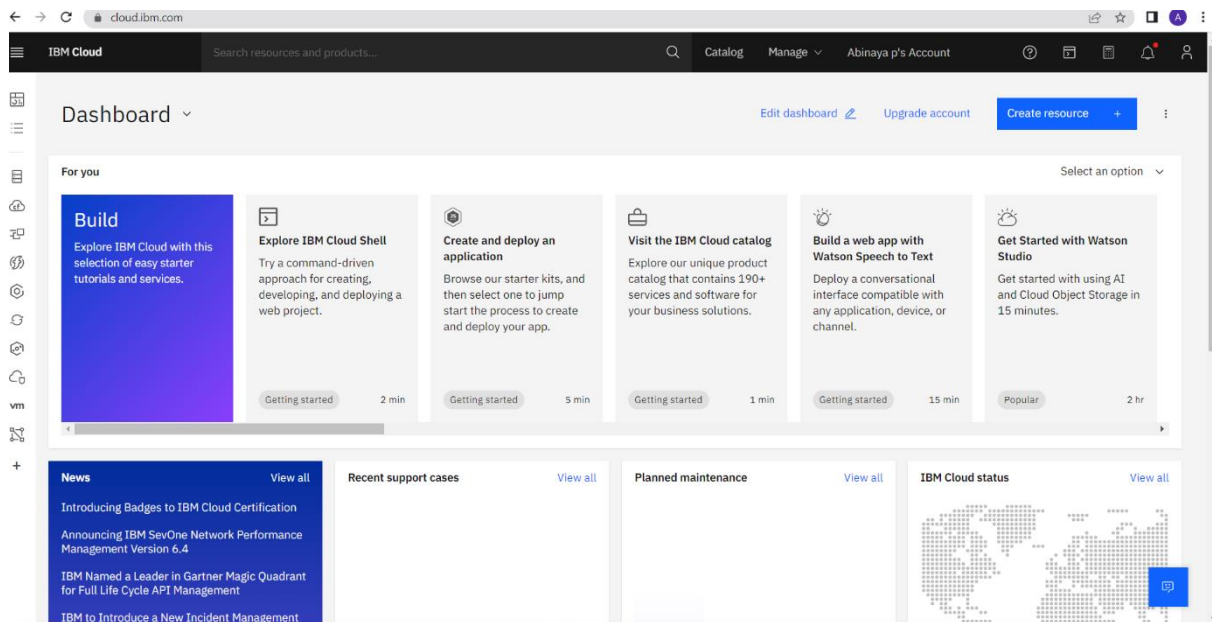 cloud.ibm.com
A
IBM Cloud
Search resources and products...
Catalog
Manage
Abinaya p's Account
Dashboard
Edit dashboard
Upgrade account
Create resource +
For you
Select an option
Build
Explore IBM Cloud with this
selection of easy starter
tutorials and services.
Explore IBM Cloud Shell
Try a command-driven
approach for creating,
developing, and deploying a
web project.
Getting started 2 min
Create and deploy an
application
Browse our starter kits, and
then select one to jump
start the process to create
and deploy your app.
Getting started 5 min
Visit the IBM Cloud catalog
Explore our unique product
catalog that contains 190+
services and software for
your business solutions.
Getting started 1 min
Build a web app with
Watson Speech to Text
Deploy a conversational
interface compatible with
any application, device, or
channel.
Getting started 15 min
Get Started with Watson
Studio
Get started with using AI
and Cloud Object Storage in
15 minutes.
Popular 2 hr
vm
+
News View all
Introducing Badges to IBM Cloud Certification
Announcing IBM SevOne Network Performance
Management Version 6.4
IBM Named a Leader in Gartner Magic Quadrant
for Full Life Cycle API Management
IBM to Introduce a New Incident Management
Recent support cases View all
Planned maintenance View all
IBM Cloud status View all